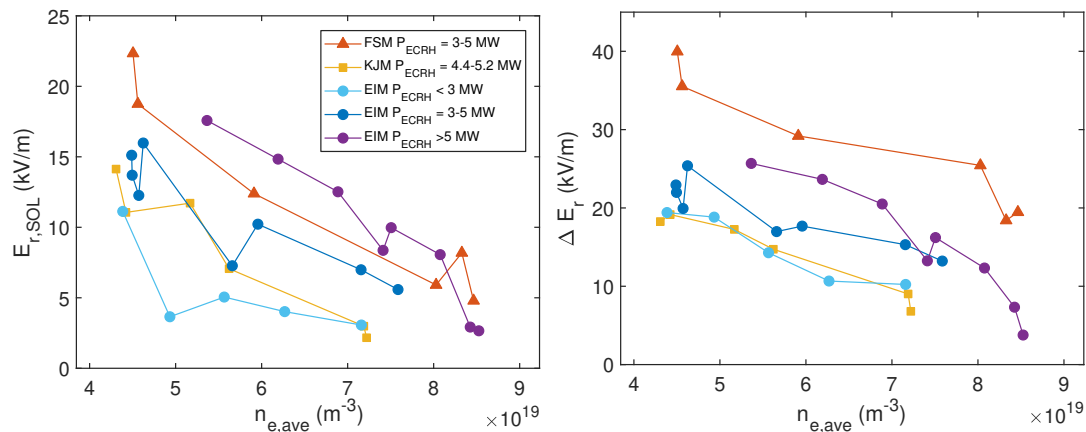 25
20
15
10
5
0
E_r,SOL (kV/m)
FSM P_ECRH = 3-5 MW
KJM P_ECRH = 4.4-5.2 MW
EIM P_ECRH < 3 MW
EIM P_ECRH = 3-5 MW
EIM P_ECRH >5 MW
4 5 6 7 8 9
n_e,ave (m^-3)
×10^19
40
30
20
10
0
Δ E_r (kV/m)
4 5 6 7 8 9
n_e,ave (m^-3)
×10^19